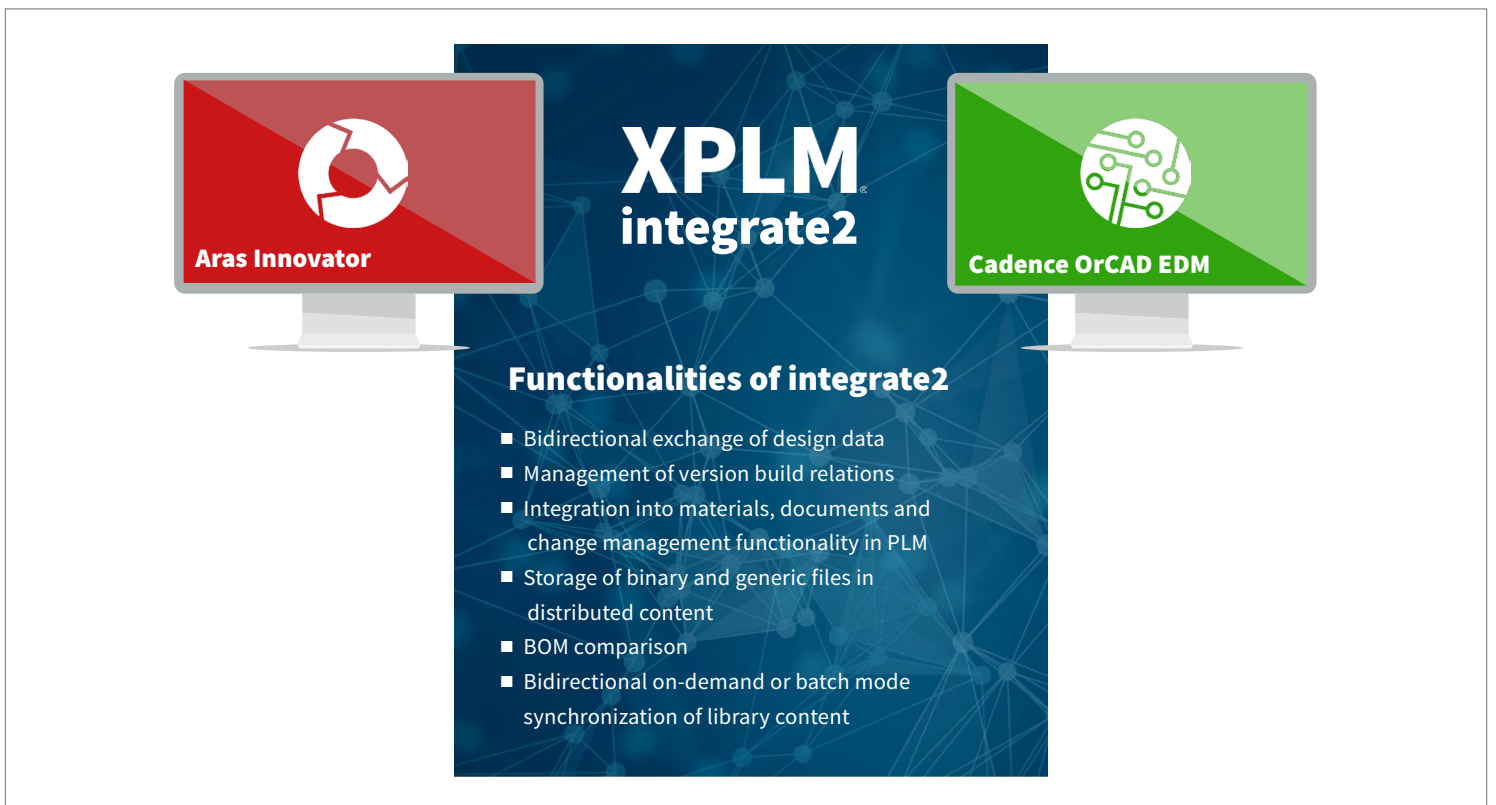 XPLM®
integrate2
Aras Innovator
Cadence OrCAD EDM
Functionalities of integrate2
■ Bidirectional exchange of design data
■ Management of version build relations
■ Integration into materials, documents and
change management functionality in PLM
■ Storage of binary and generic files in
distributed content
■ BOM comparison
■ Bidirectional on-demand or batch mode
synchronization of library content